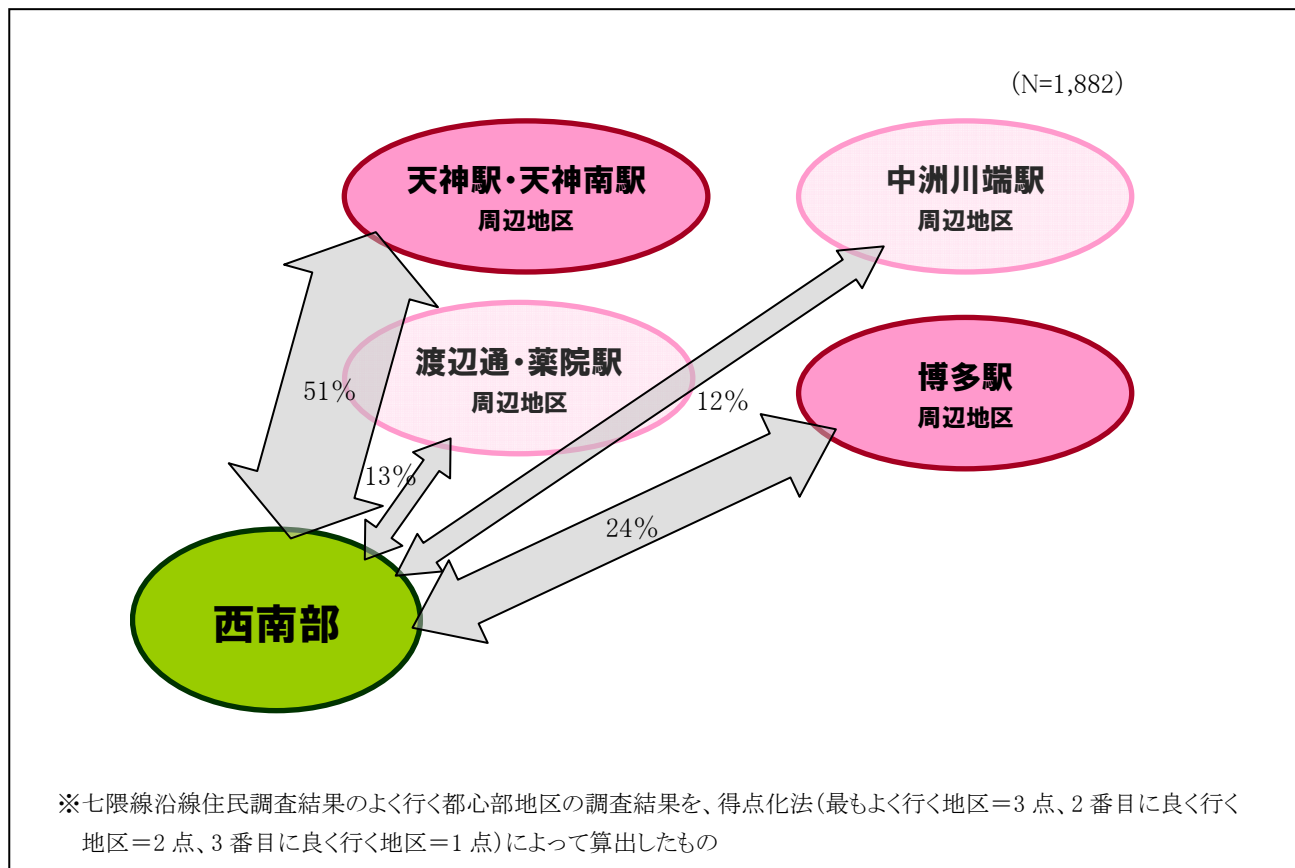 (N=1,882)
天神駅・天神南駅
周辺地区
中洲川端駅
周辺地区
渡辺通・薬院駅
周辺地区
博多駅
周辺地区
51%
12%
13%
24%
西南部
※七隈線沿線住民調査結果のよく行く都心部地区の調査結果を、得点化法(最もよく行く地区=3 点、2 番目に良く行く
地区=2 点、3 番目に良く行く地区=1 点)によって算出したもの